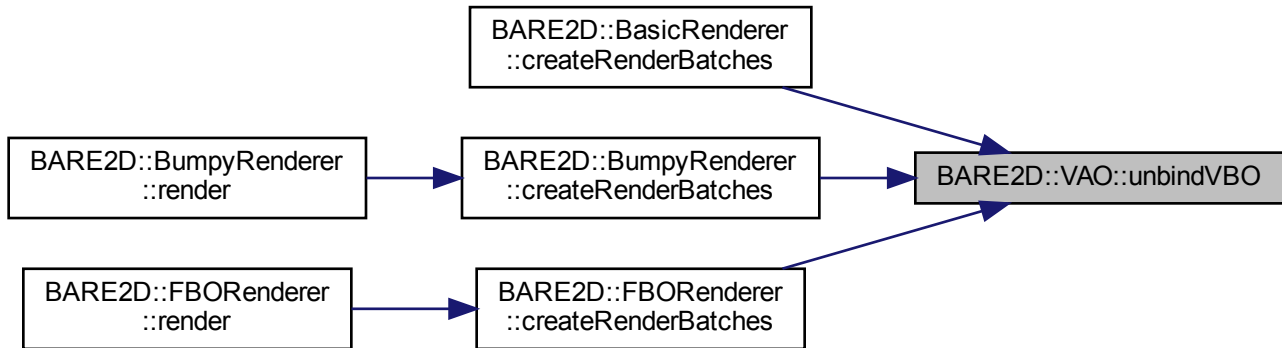 BARE2D::BasicRenderer
::createRenderBatches
BARE2D::BumpyRenderer
::render
BARE2D::BumpyRenderer
::createRenderBatches
BARE2D::VAO::unbindVBO
BARE2D::FBORenderer
::render
BARE2D::FBORenderer
::createRenderBatches